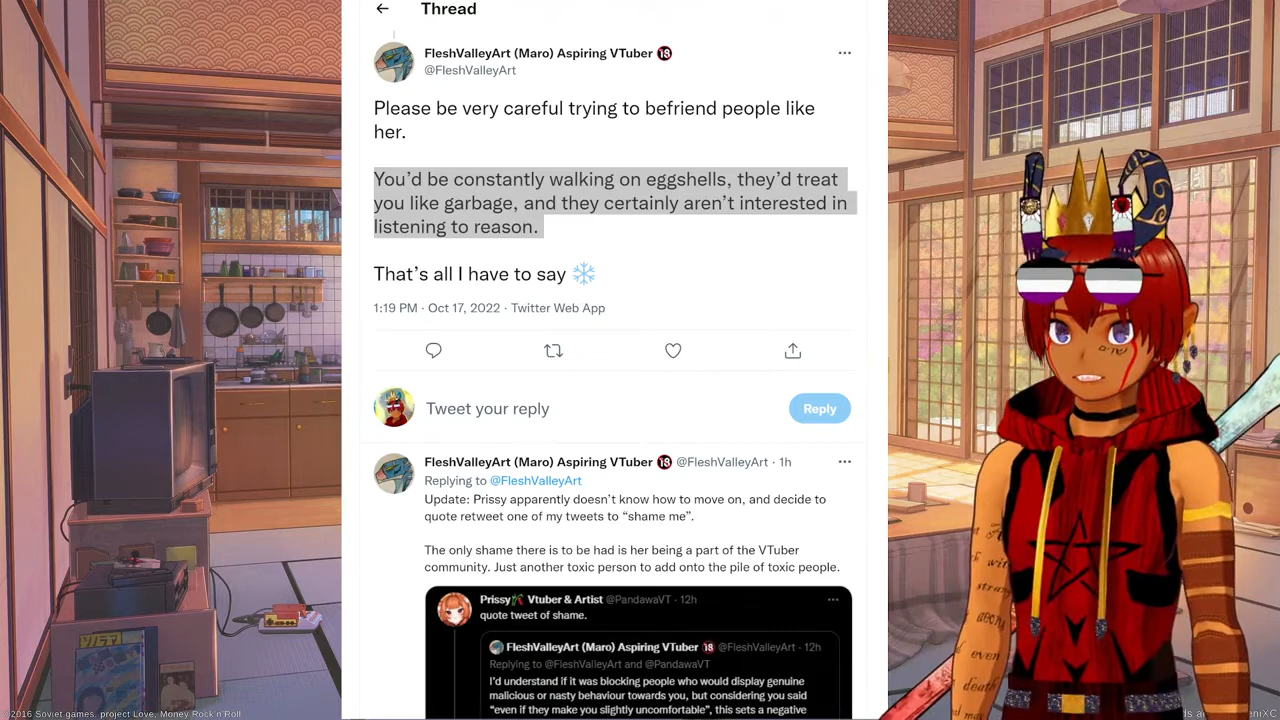 Thread
FleshValleyArt (Maro) Aspiring VTuber 🔞
@FleshValleyArt
Please be very careful trying to befriend people like
her.
You'd be constantly walking on eggshells, they'd treat
you like garbage, and they certainly aren't interested in
listening to reason.
That's all I have to say ❄️
1:19 PM · Oct 17, 2022 · Twitter Web App
Tweet your reply
Reply
FleshValleyArt (Maro) Aspiring VTuber 🔞 @FleshValleyArt · 1h
Replying to @FleshValleyArt
Update: Prissy apparently doesn't know how to move on, and decide to
quote retweet one of my tweets to “shame me”.
The only shame there is to be had is her being a part of the VTuber
community. Just another toxic person to add onto the pile of toxic people.
Prissy Vtuber & Artist @PandawaVT · 12h
quote tweet of shame.
FleshValleyArt (Maro) Aspiring VTuber 🔞 @FleshValleyArt · 12h
Replying to @FleshValleyArt and @PandawaVT
I'd understand if it was blocking people who would display genuine
malicious or nasty behaviour towards you, but considering you said
“even if they make you slightly uncomfortable”, this sets a negative
with
even
death
©2016 Soviet games. project Love, Money Rock'n'Roll